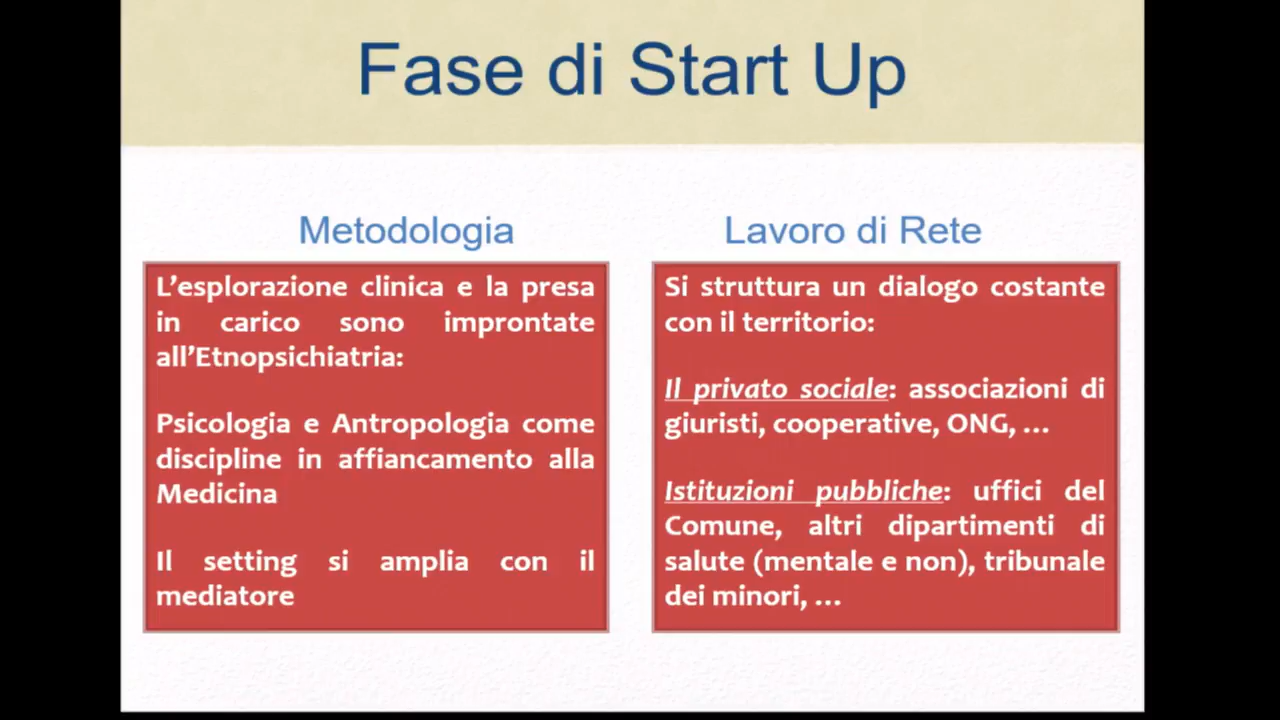 Fase di Start Up
Metodologia
L’esplorazione clinica e la presa
in carico sono improntate
all’Etnopsichiatria:
Psicologia e Antropologia come
discipline in affiancamento alla
Medicina
Il setting si amplia con il
mediatore
Lavoro di Rete
Si struttura un dialogo costante
con il territorio:
Il privato sociale: associazioni di
giuristi, cooperative, ONG, …
Istituzioni pubbliche: uffici del
Comune, altri dipartimenti di
salute (mentale e non), tribunale
dei minori, …